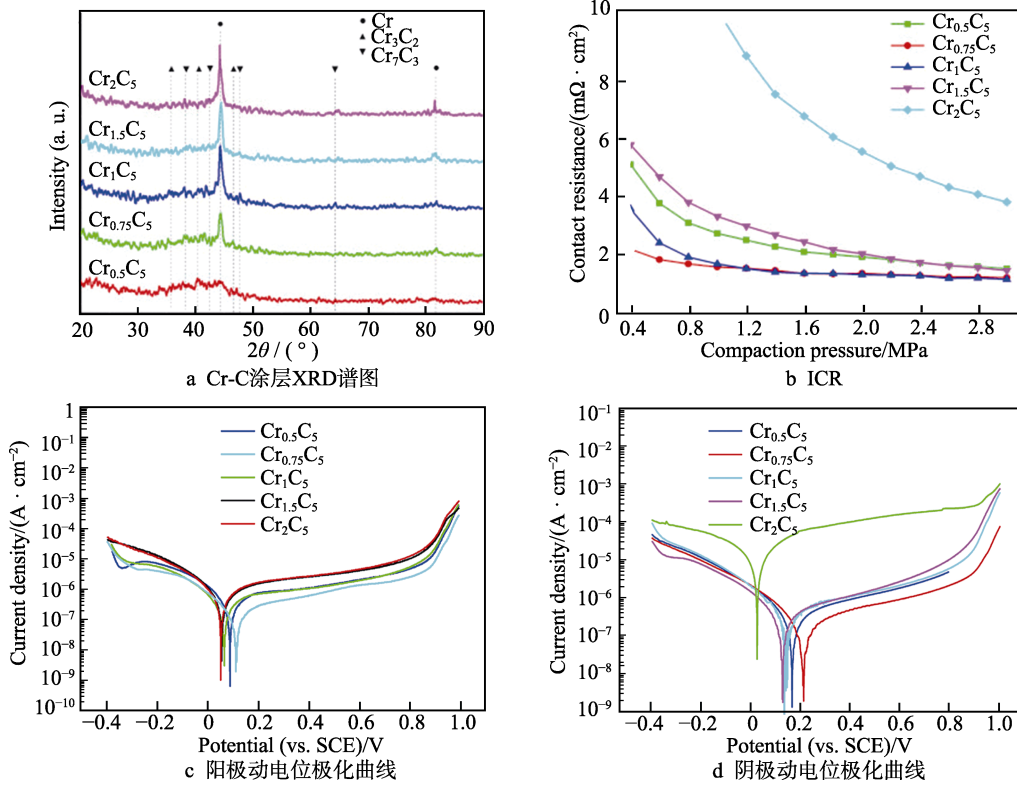 Cr
Cr₃C₂
Cr₇C₃
Cr₂C₅
Cr₁.₅C₅
Cr₁C₅
Cr₀.₇₅C₅
Cr₀.₅C₅
Intensity (a. u.)
20 30 40 50 60 70 80 90
2θ / ( ° )
a Cr-C涂层XRD谱图
Cr₀.₅C₅
Cr₀.₇₅C₅
Cr₁C₅
Cr₁.₅C₅
Cr₂C₅
Contact resistance/(mΩ · cm²)
10
8
6
4
2
0
0.4 0.8 1.2 1.6 2.0 2.4 2.8
Compaction pressure/MPa
b ICR
Cr₀.₅C₅
Cr₀.₇₅C₅
Cr₁C₅
Cr₁.₅C₅
Cr₂C₅
Current density/(A · cm⁻²)
1
10⁻¹
10⁻²
10⁻³
10⁻⁴
10⁻⁵
10⁻⁶
10⁻⁷
10⁻⁸
10⁻⁹
10⁻¹⁰
−0.4 −0.2 0 0.2 0.4 0.6 0.8 1.0
Potential (vs. SCE)/V
c 阳极动电位极化曲线
Cr₀.₅C₅
Cr₀.₇₅C₅
Cr₁C₅
Cr₁.₅C₅
Cr₂C₅
Current density/(A · cm⁻²)
10⁻¹
10⁻²
10⁻³
10⁻⁴
10⁻⁵
10⁻⁶
10⁻⁷
10⁻⁸
10⁻⁹
−0.4 −0.2 0 0.2 0.4 0.6 0.8 1.0
Potential (vs. SCE)/V
d 阴极动电位极化曲线